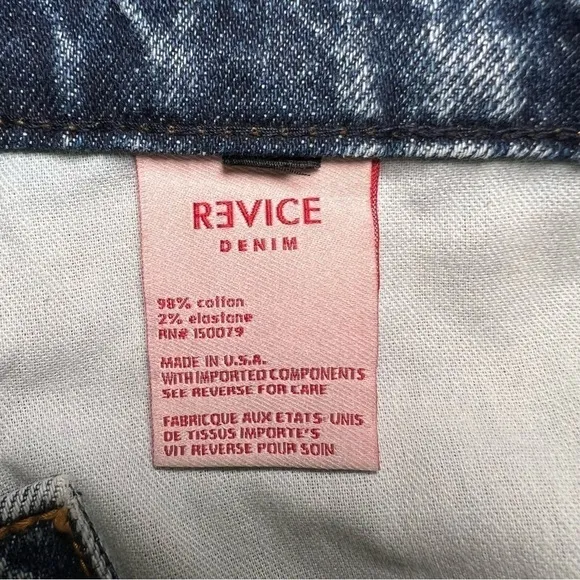 RƎVICE
DENIM
98% cotton
2% elastane
RN# 150079
MADE IN U.S.A.
WITH IMPORTED COMPONENTS
SEE REVERSE FOR CARE
FABRICQUE AUX ETATS-UNIS
DE TISSUS IMPORTE'S
VIT REVERSE POUR SOIN